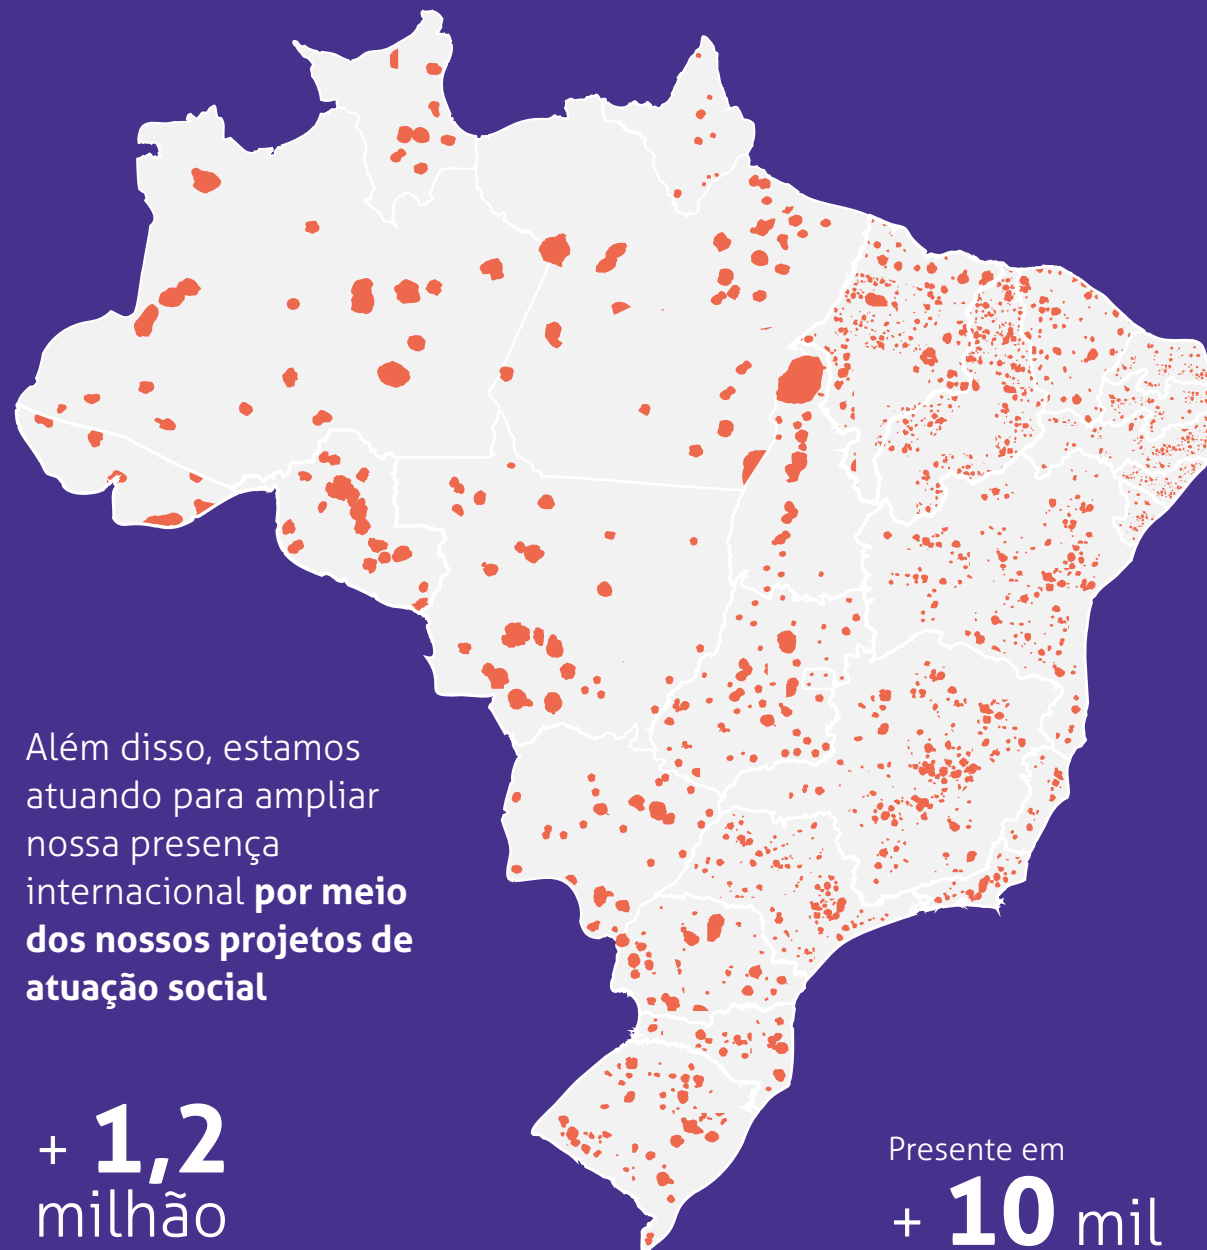 Além disso, estamos
atuando para ampliar
nossa presença
internacional por meio
dos nossos projetos de
atuação social
+ 1,2
milhão
Presente em
+ 10 mil